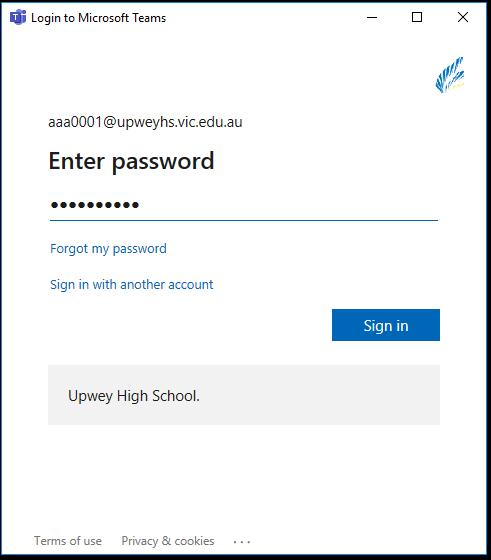 Login to Microsoft Teams
aaa0001@upweyhs.vic.edu.au
Enter password
••••••••••
Forgot my password
Sign in with another account
Sign in
Upwey High School.
Terms of use Privacy & cookies ...